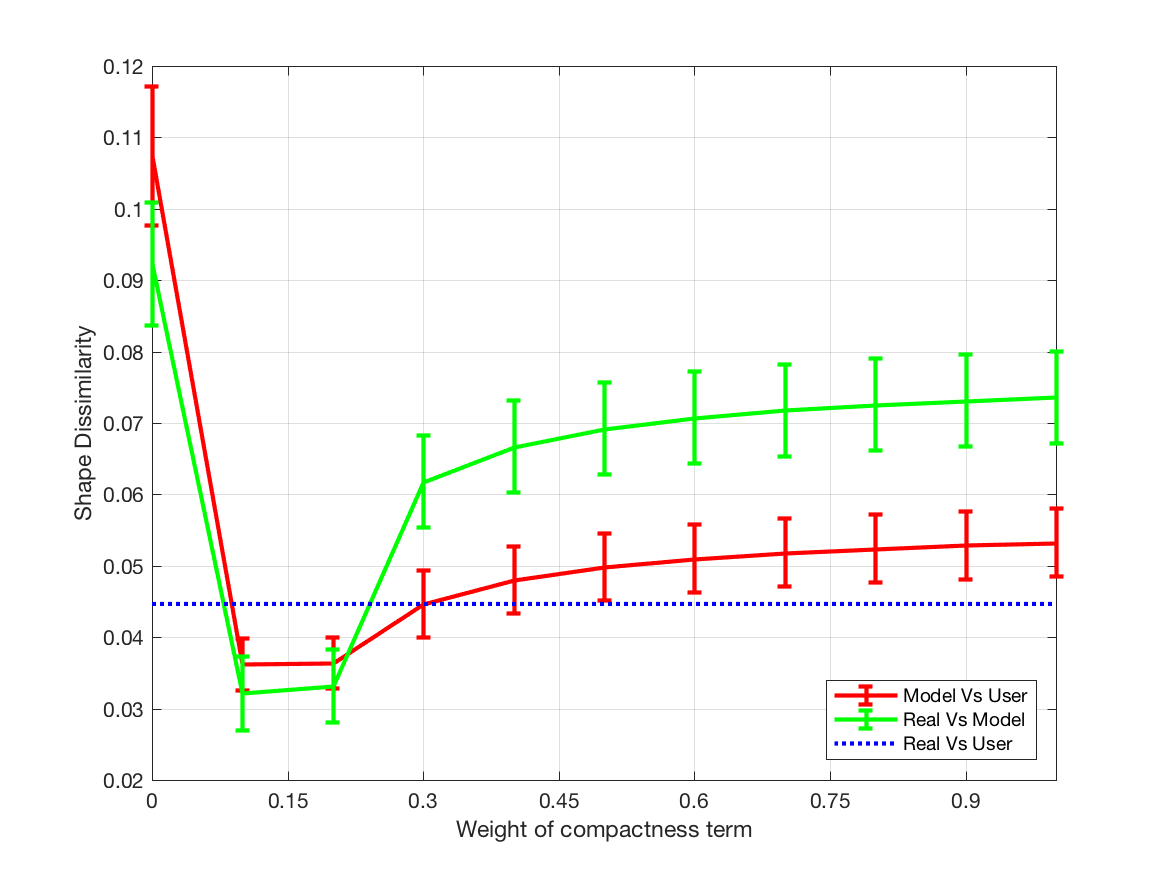 0.12
0.11
0.1
0.09
0.08
0.07
0.06
0.05
0.04
0.03
0.02
Shape Dissimilarity
0 0.15 0.3 0.45 0.6 0.75 0.9
Weight of compactness term
Model Vs User
Real Vs Model
Real Vs User